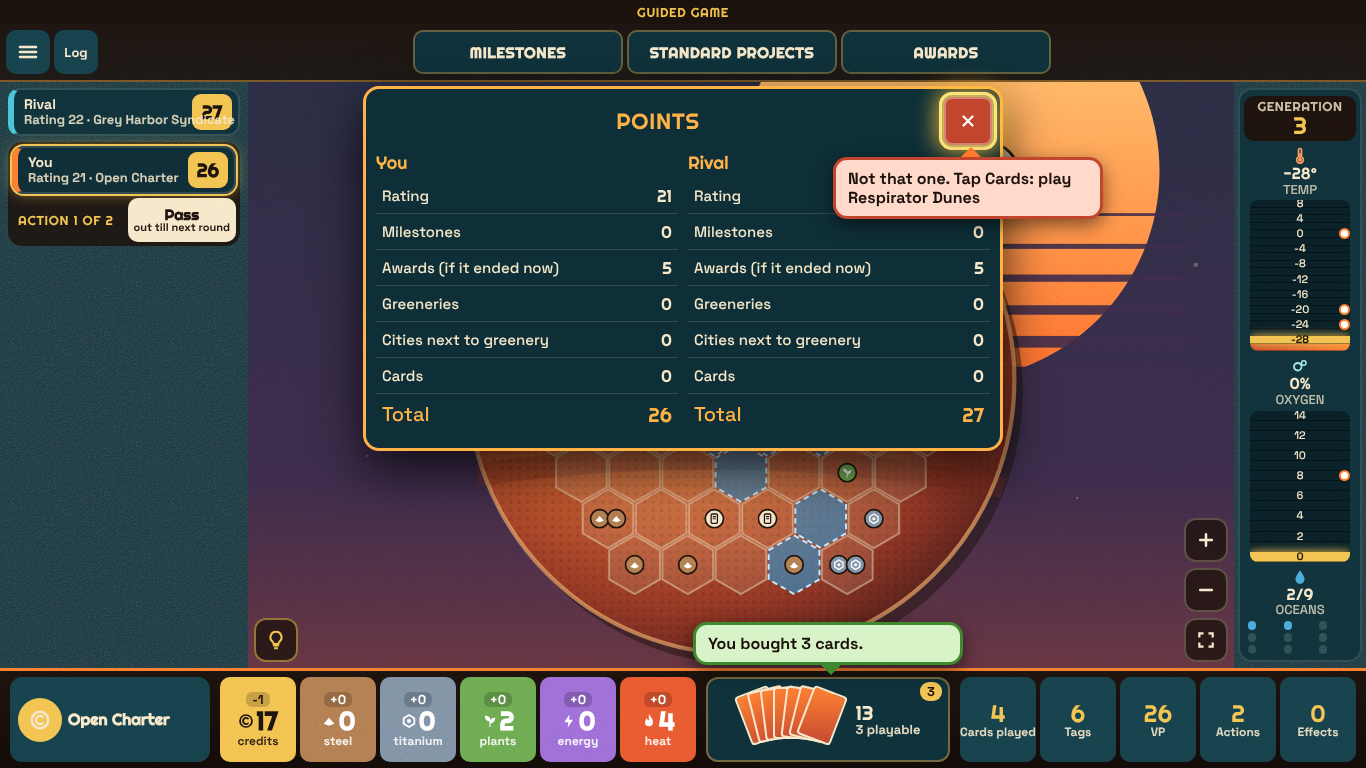 GUIDED GAME
Log
MILESTONES
STANDARD PROJECTS
AWARDS
Rival
Rating 22 · Grey Harbor Syndicate
27
You
Rating 21 · Open Charter
26
ACTION 1 OF 2
Pass
out till next round
POINTS
×
Not that one. Tap Cards: play
Respirator Dunes
You
Rating 21
Milestones 0
Awards (if it ended now) 5
Greeneries 0
Cities next to greenery 0
Cards 0
Total 26
Rival
Rating
Milestones 0
Awards (if it ended now) 5
Greeneries 0
Cities next to greenery 0
Cards 0
Total 27
GENERATION
3
-28°
TEMP
8
4
0
-4
-8
-12
-16
-20
-24
-28
0%
OXYGEN
14
12
10
8
6
4
2
0
2/9
OCEANS
+
−
You bought 3 cards.
© Open Charter
-1
© 17
credits
+0
0
steel
+0
0
titanium
+0
2
plants
+0
0
energy
+0
4
heat
3
13
3 playable
4
Cards played
6
Tags
26
VP
2
Actions
0
Effects